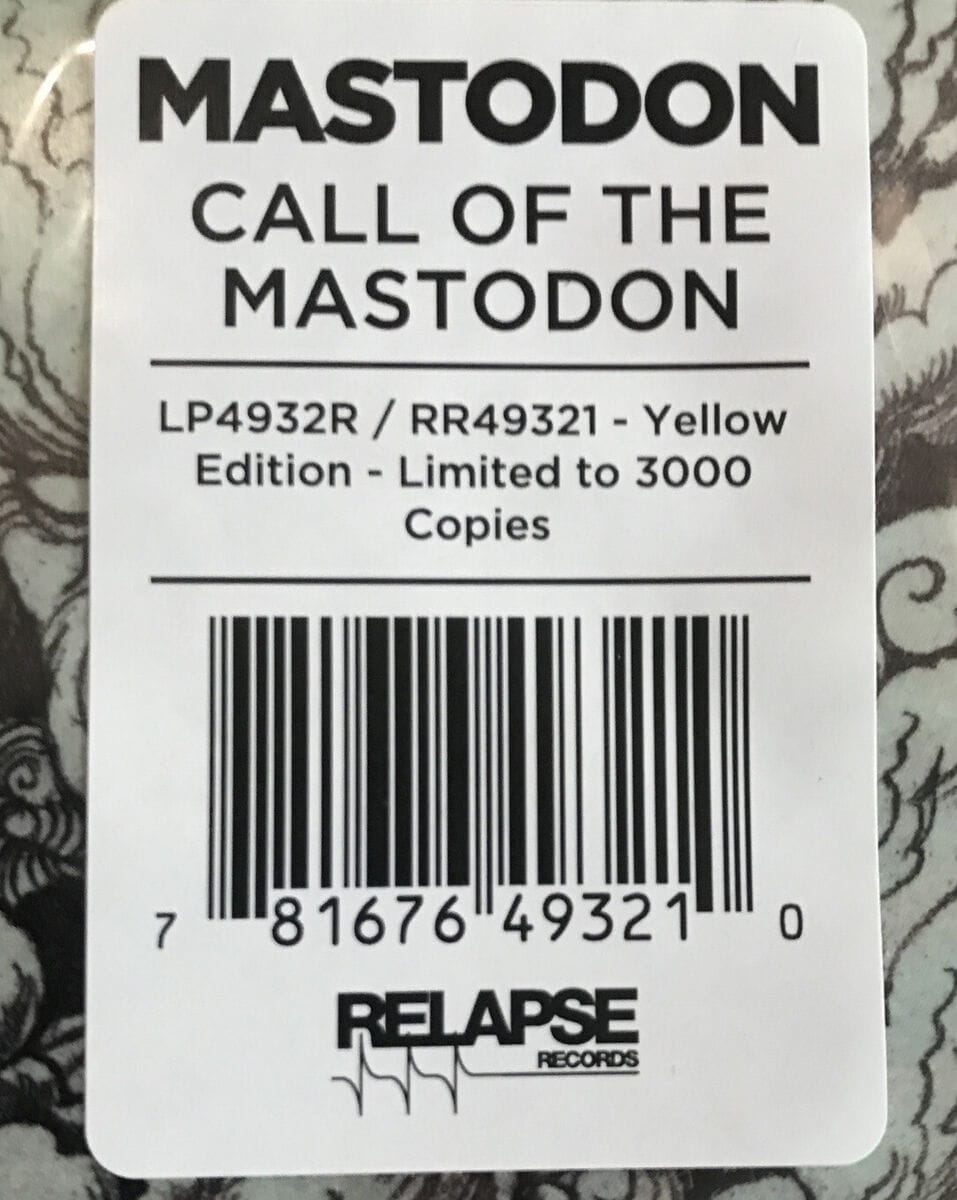 MASTODON
CALL OF THE
MASTODON
LP4932R / RR49321 - Yellow
Edition - Limited to 3000
Copies
7 81676 49321 0
RELAPSE
RECORDS